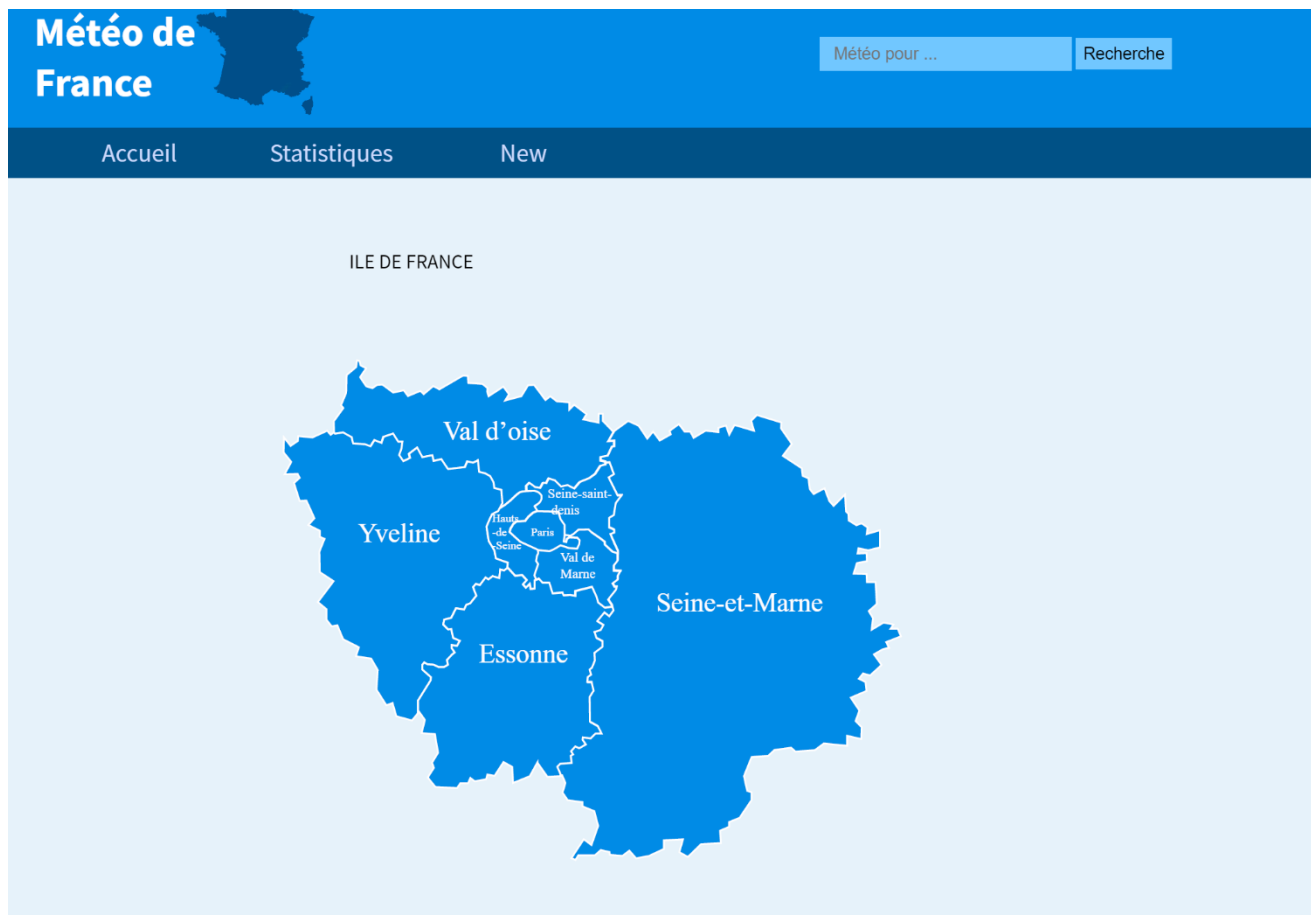 Météo de
France
Météo pour ...
Recherche
Accueil
Statistiques
New
ILE DE FRANCE
Val d’oise
Seine-saint-
denis
Hauts
-de
-Seine
Paris
Yveline
Val de
Marne
Seine-et-Marne
Essonne